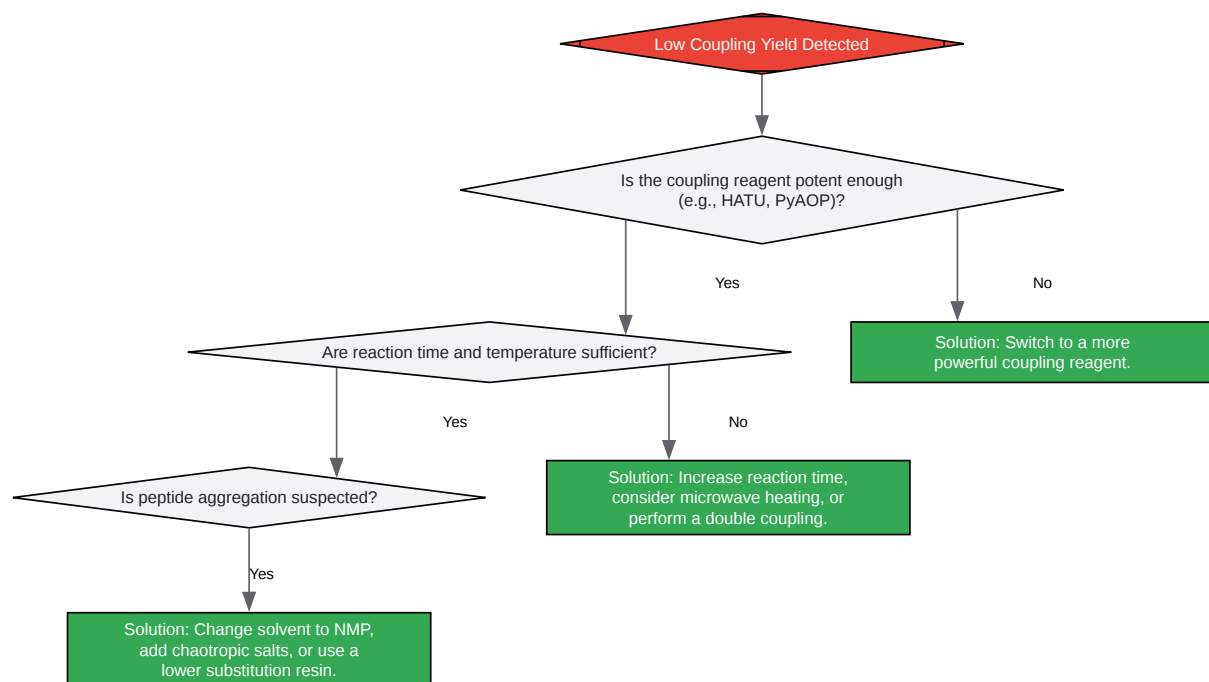 Low Coupling Yield Detected
Is the coupling reagent potent enough
(e.g., HATU, PyAOP)?
Yes
No
Are reaction time and temperature sufficient?
Solution: Switch to a more
powerful coupling reagent.
Yes
No
Is peptide aggregation suspected?
Solution: Increase reaction time,
consider microwave heating, or
perform a double coupling.
Yes
Solution: Change solvent to NMP,
add chaotropic salts, or use a
lower substitution resin.